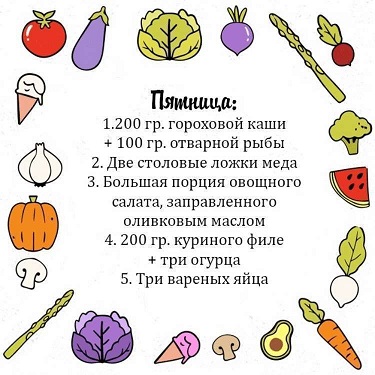 Пятница:
1.200 гр. гороховой каши
+ 100 гр. отварной рыбы
2. Две столовые ложки меда
3. Большая порция овощного
салата, заправленного
оливковым маслом
4. 200 гр. куриного филе
+ три огурца
5. Три вареных яйца